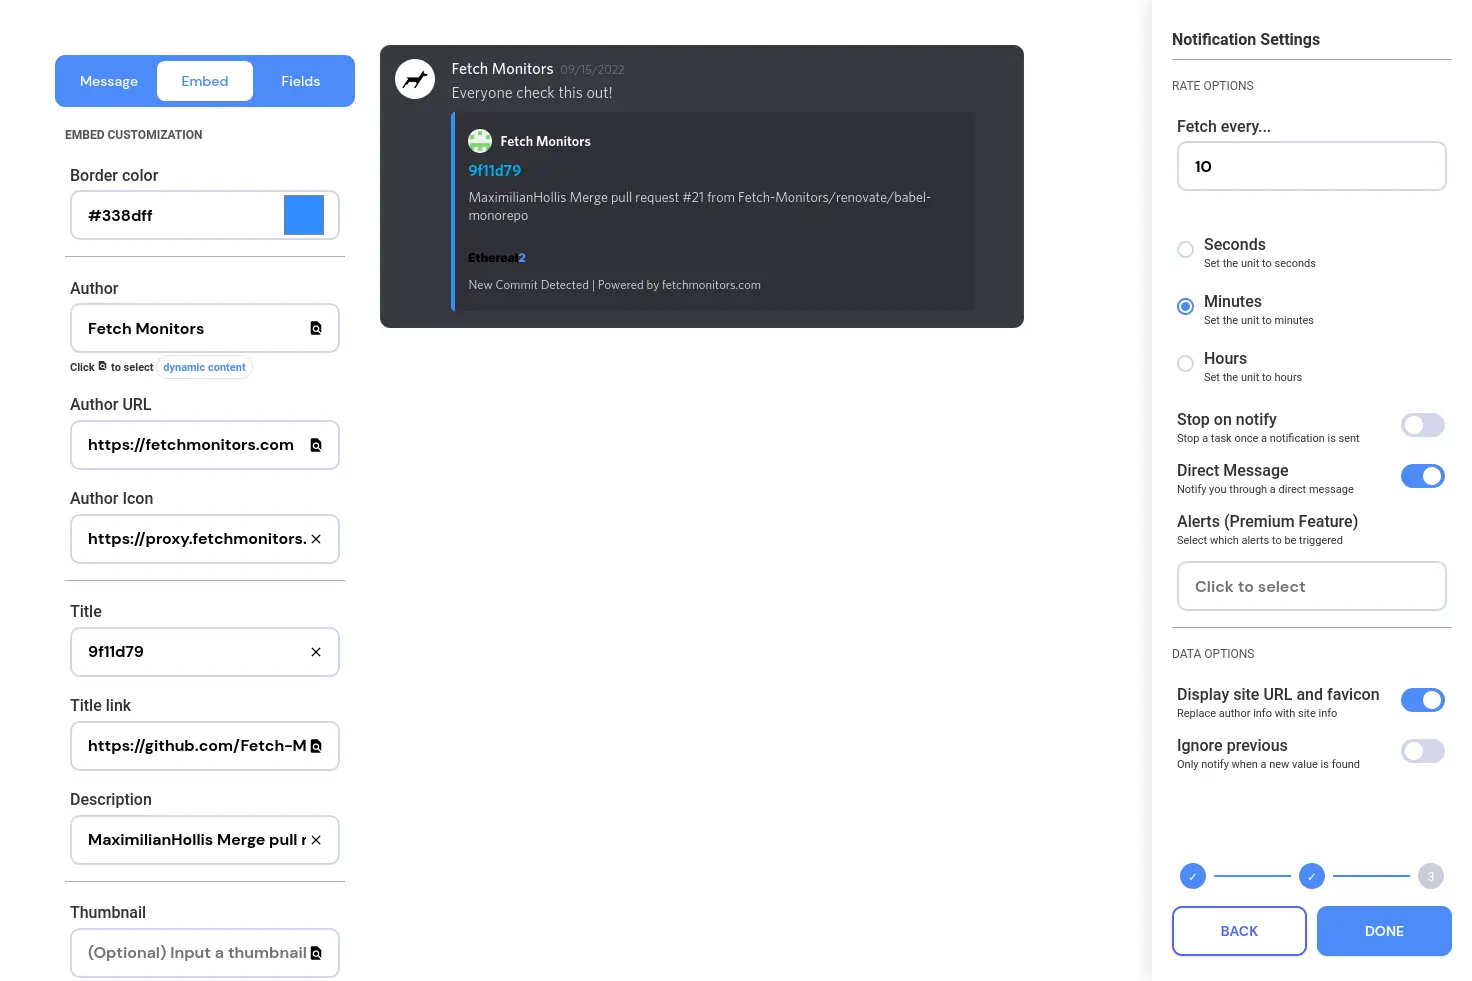 Message Embed Fields
EMBED CUSTOMIZATION
Border color
#338dff
Author
Fetch Monitors
Click to select dynamic content
Author URL
https://fetchmonitors.com
Author Icon
https://proxy.fetchmonitors.
Title
9f11d79
Title link
https://github.com/Fetch-M
Description
MaximilianHollis Merge pull r
Thumbnail
(Optional) Input a thumbnail
Fetch Monitors 09/15/2022
Everyone check this out!
Fetch Monitors
9f11d79
MaximilianHollis Merge pull request #21 from Fetch-Monitors/renovate/babel-
monorepo
Ethereal2
New Commit Detected | Powered by fetchmonitors.com
Notification Settings
RATE OPTIONS
Fetch every...
10
Seconds
Set the unit to seconds
Minutes
Set the unit to minutes
Hours
Set the unit to hours
Stop on notify
Stop a task once a notification is sent
Direct Message
Notify you through a direct message
Alerts (Premium Feature)
Select which alerts to be triggered
Click to select
DATA OPTIONS
Display site URL and favicon
Replace author info with site info
Ignore previous
Only notify when a new value is found
✓ ✓ 3
BACK DONE